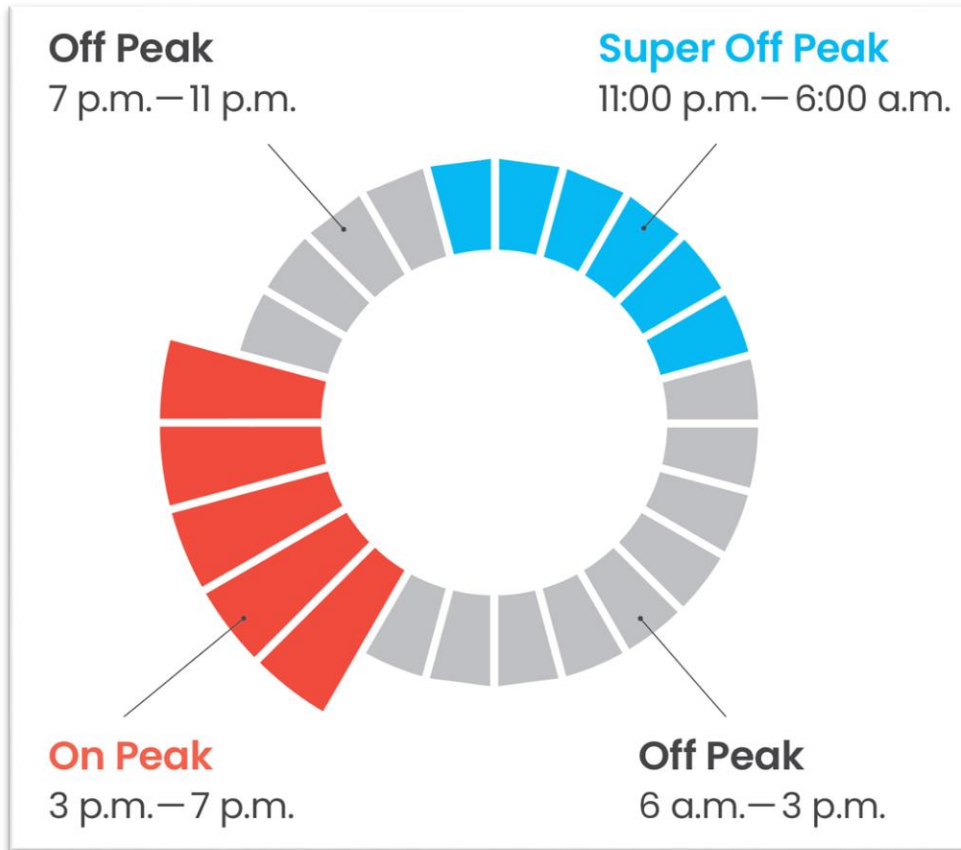 Off Peak
7 p.m.—11 p.m.
Super Off Peak
11:00 p.m.—6:00 a.m.
On Peak
3 p.m.—7 p.m.
Off Peak
6 a.m.—3 p.m.